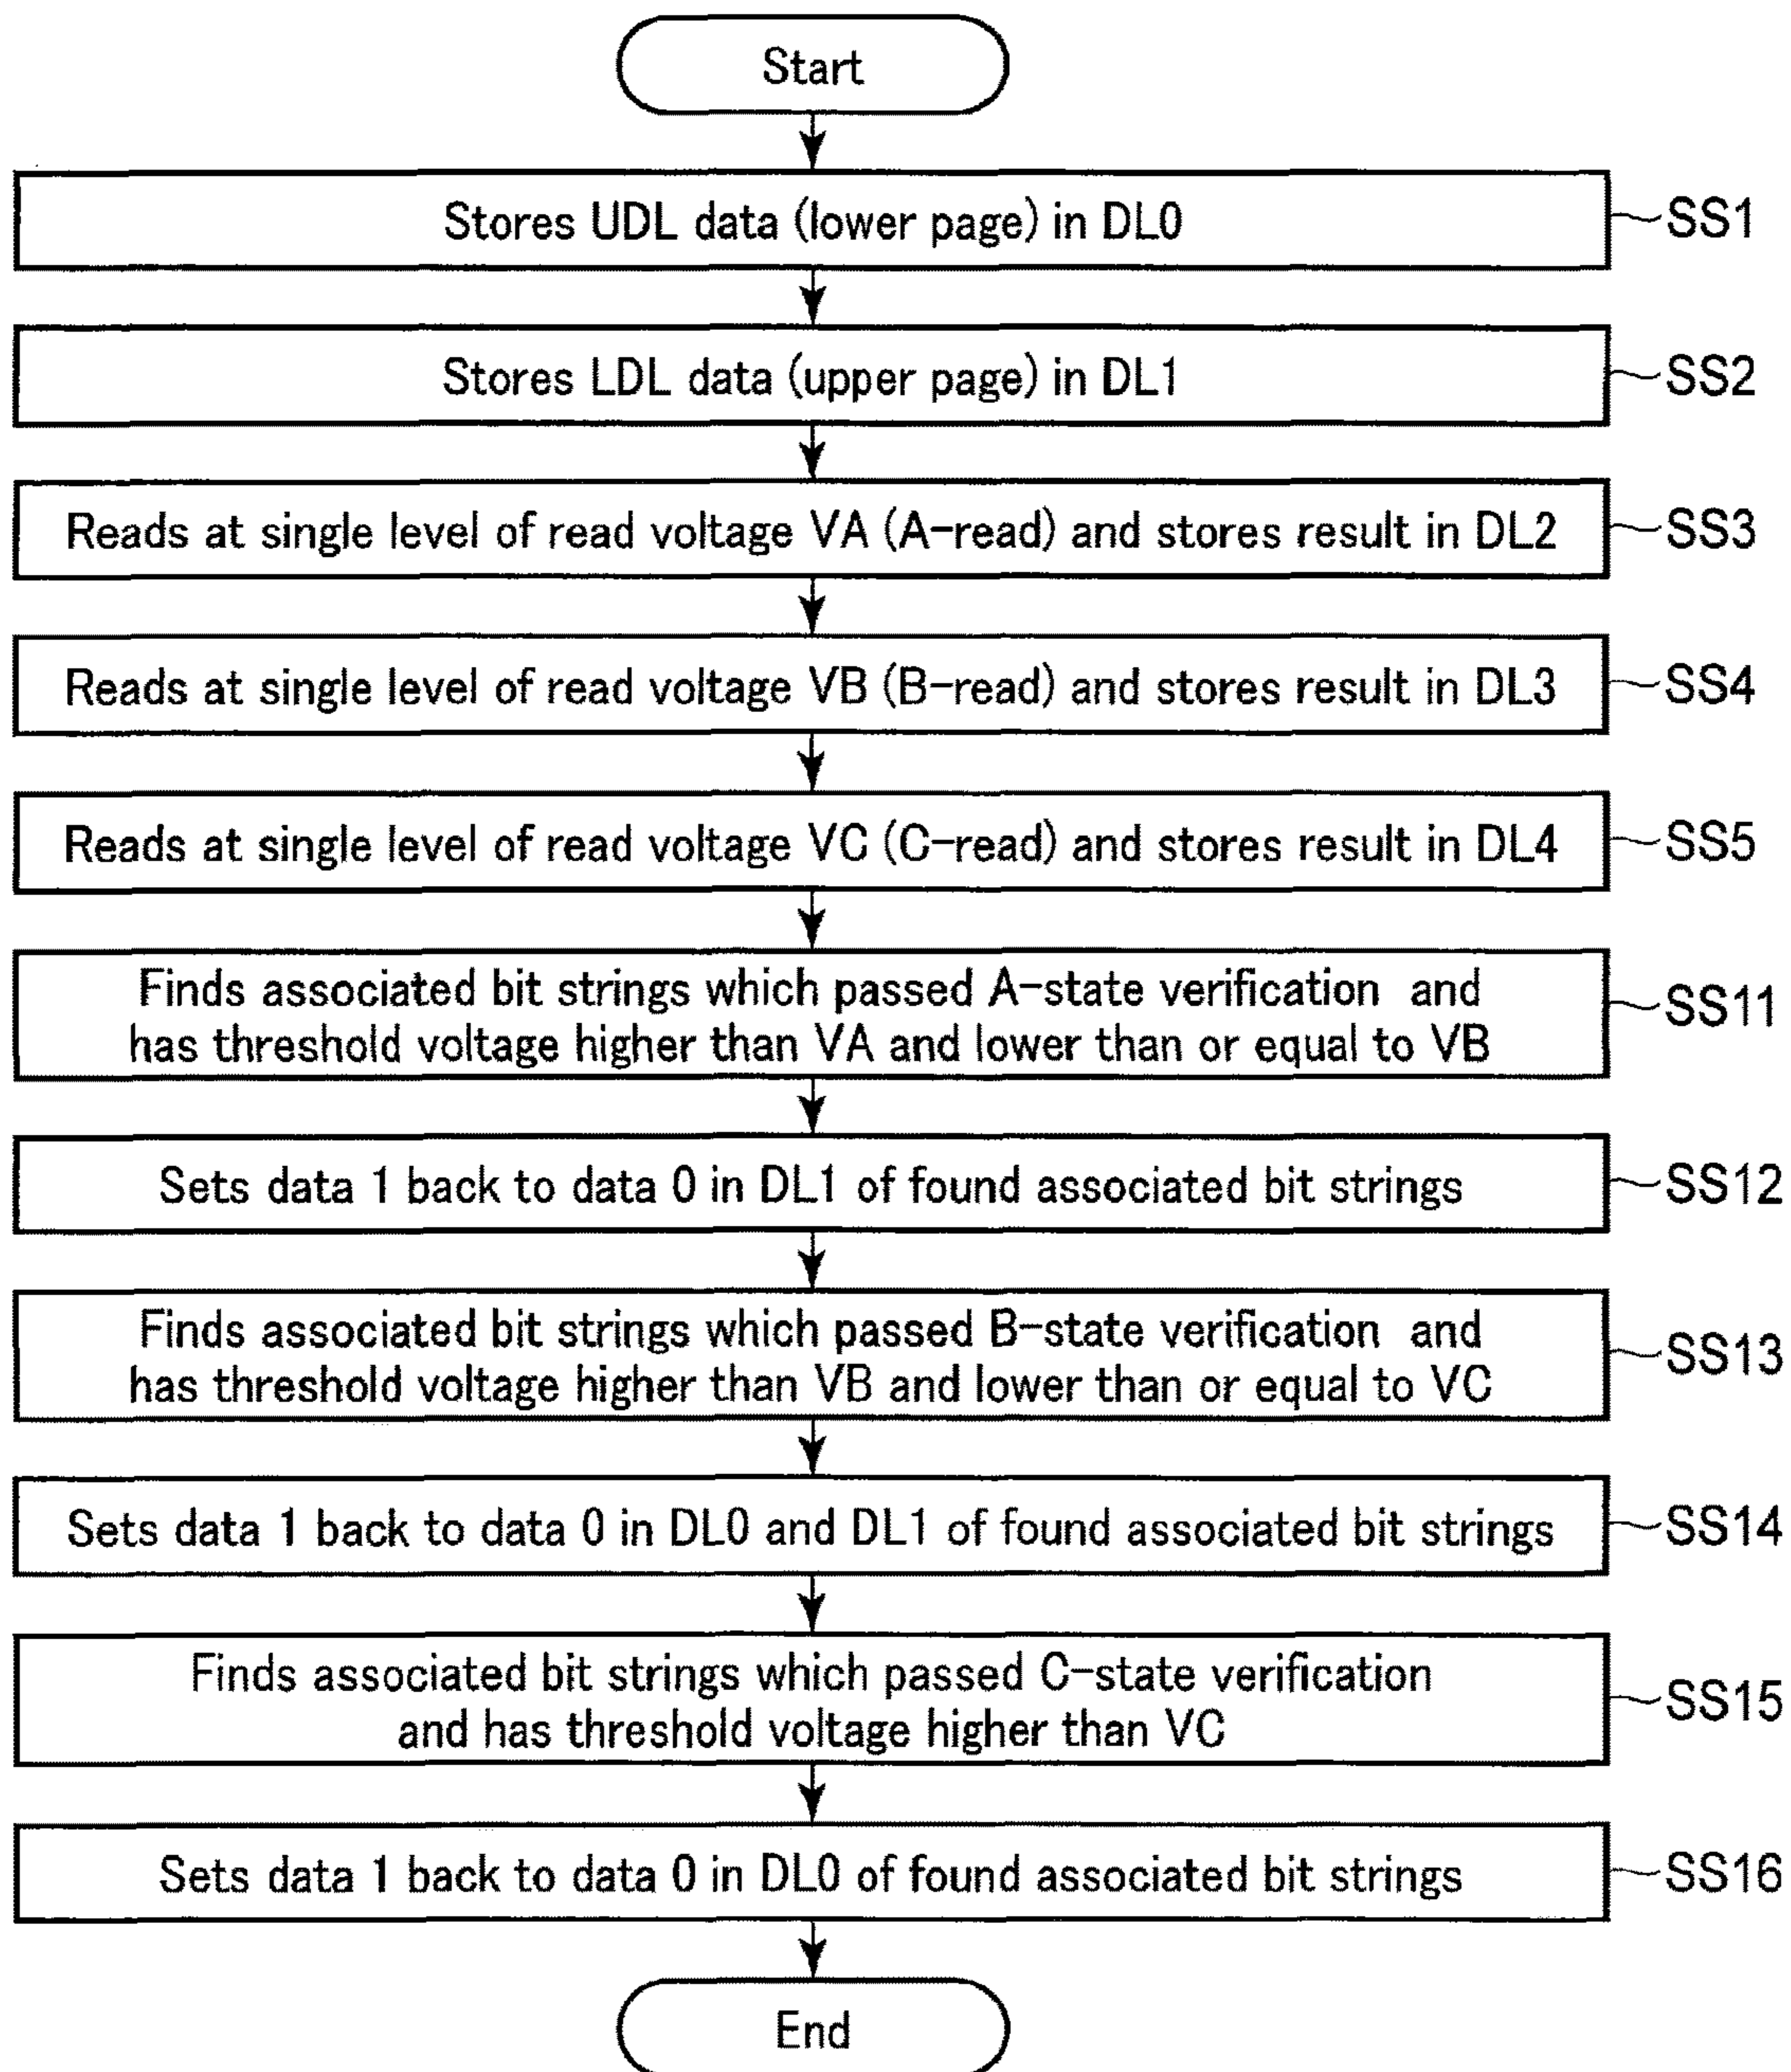 Start
Stores UDL data (lower page) in DL0
SS1
Stores LDL data (upper page) in DL1
SS2
Reads at single level of read voltage VA (A-read) and stores result in DL2
SS3
Reads at single level of read voltage VB (B-read) and stores result in DL3
SS4
Reads at single level of read voltage VC (C-read) and stores result in DL4
SS5
Finds associated bit strings which passed A-state verification and
has threshold voltage higher than VA and lower than or equal to VB
SS11
Sets data 1 back to data 0 in DL1 of found associated bit strings
SS12
Finds associated bit strings which passed B-state verification and
has threshold voltage higher than VB and lower than or equal to VC
SS13
Sets data 1 back to data 0 in DL0 and DL1 of found associated bit strings
SS14
Finds associated bit strings which passed C-state verification
and has threshold voltage higher than VC
SS15
Sets data 1 back to data 0 in DL0 of found associated bit strings
SS16
End